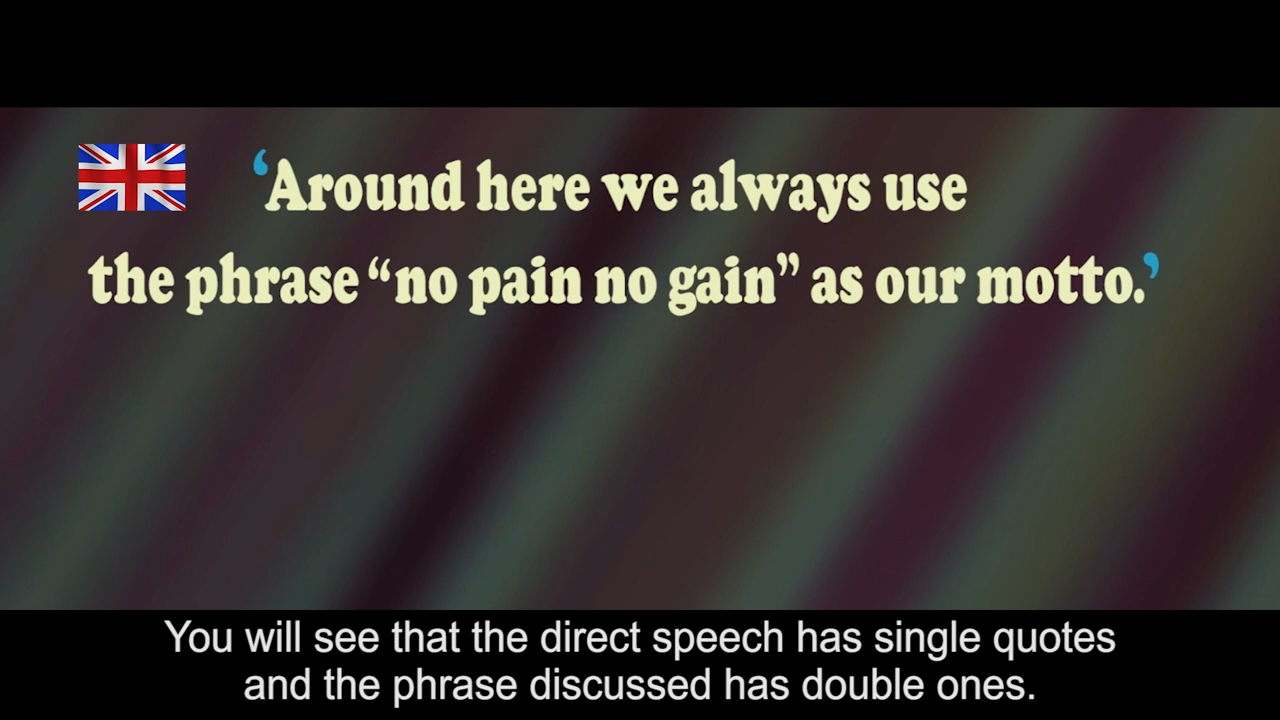 ‘Around here we always use
the phrase “no pain no gain” as our motto.’
You will see that the direct speech has single quotes
and the phrase discussed has double ones.